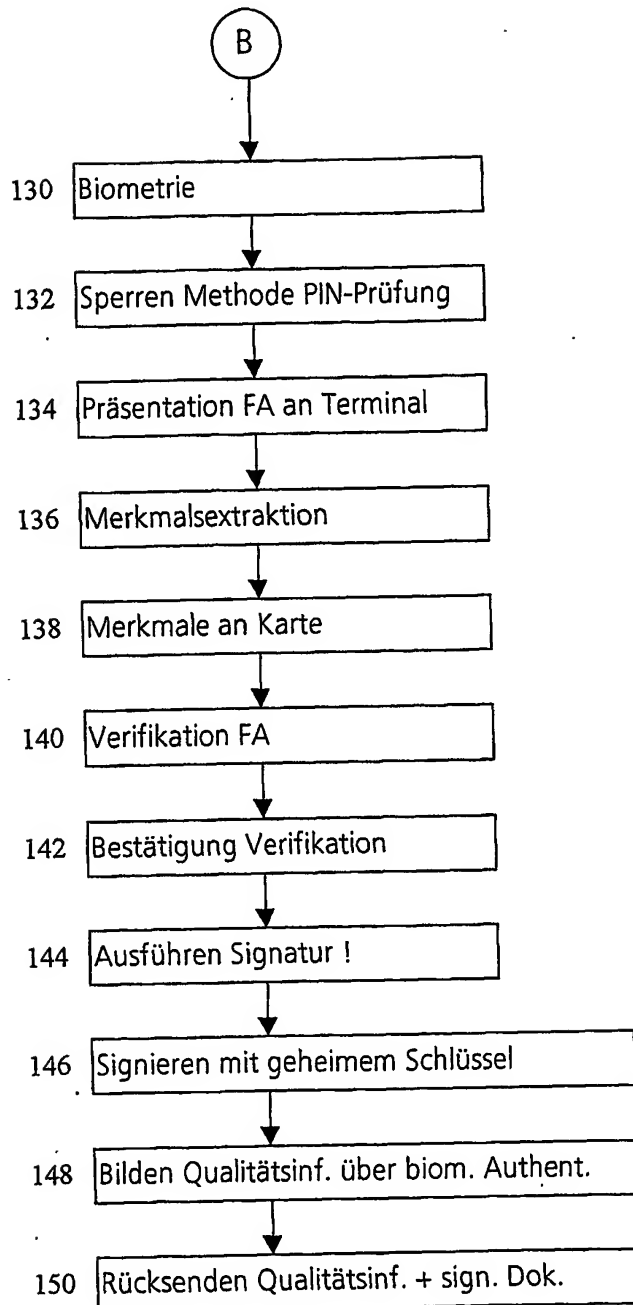 B
130 Biometrie
132 Sperren Methode PIN-Prüfung
134 Präsentation FA an Terminal
136 Merkmalsextraktion
138 Merkmale an Karte
140 Verifikation FA
142 Bestätigung Verifikation
144 Ausführen Signatur !
146 Signieren mit geheimem Schlüssel
148 Bilden Qualitätsinf. über biom. Authent.
150 Rücksenden Qualitätsinf. + sign. Dok.